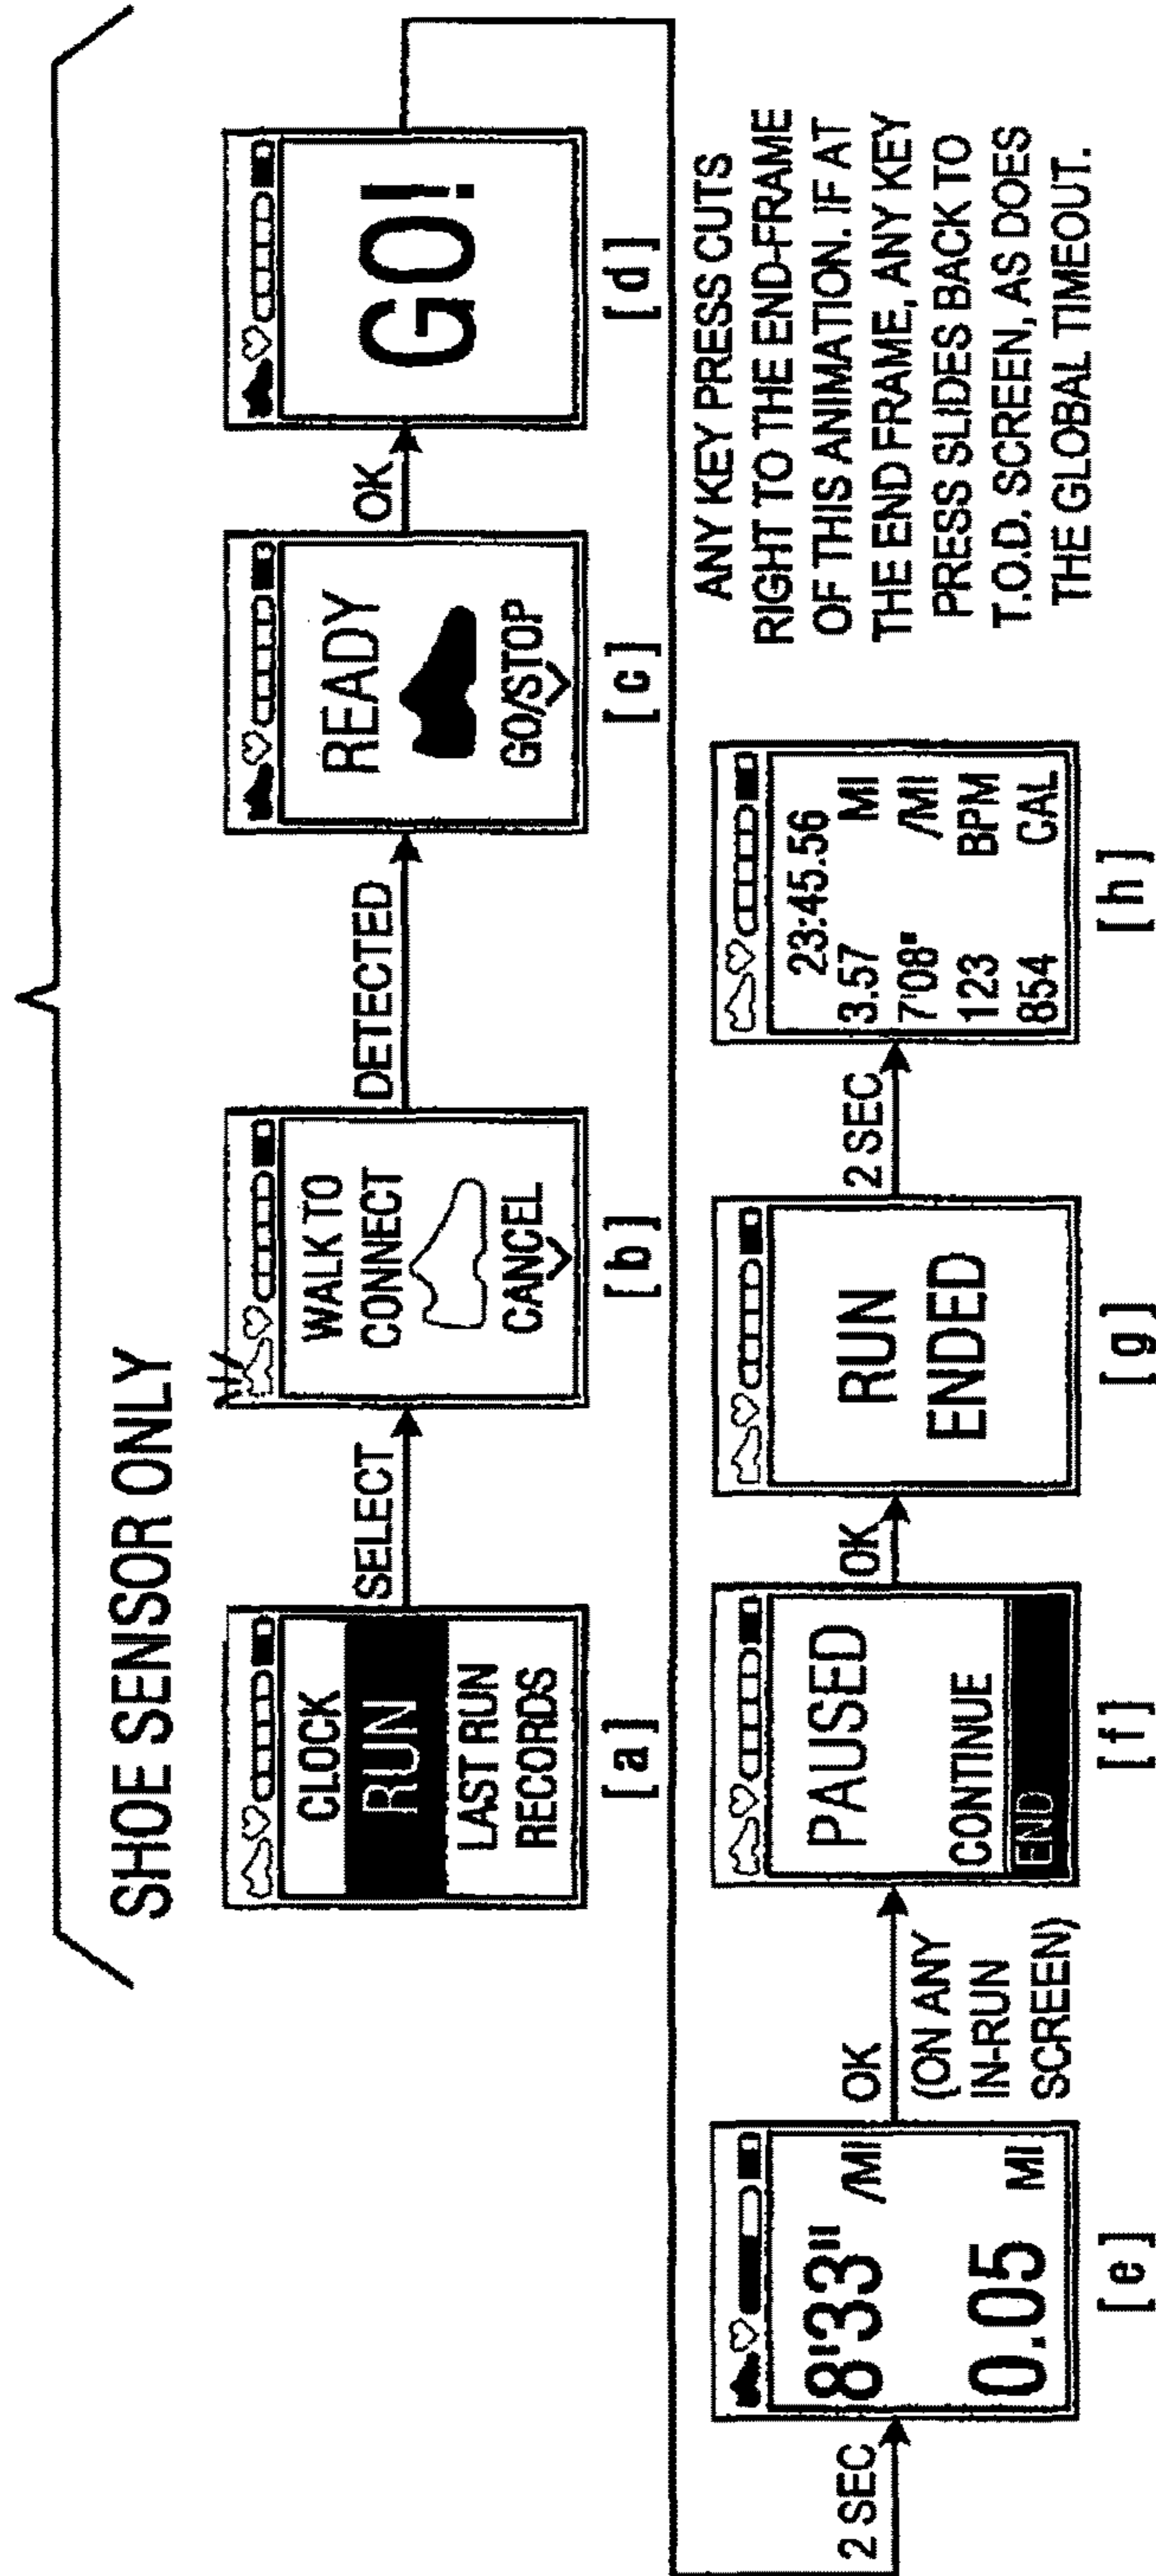 SHOE SENSOR ONLY
CLOCK
RUN
LAST RUN
RECORDS
[a]
SELECT
WALK TO
CONNECT
CANCEL
[b]
DETECTED
READY
GO/STOP
[c]
OK
GO!
[d]
2 SEC
8'33" /MI
0.05 MI
[e]
OK
(ON ANY
IN-RUN
SCREEN)
PAUSED
CONTINUE
END
[f]
OK
RUN
ENDED
[g]
2 SEC
23:45.56
3.57 MI
7'08" /MI
123 BPM
854 CAL
[h]
ANY KEY PRESS CUTS
RIGHT TO THE END-FRAME
OF THIS ANIMATION. IF AT
THE END FRAME, ANY KEY
PRESS SLIDES BACK TO
T.O.D. SCREEN, AS DOES
THE GLOBAL TIMEOUT.